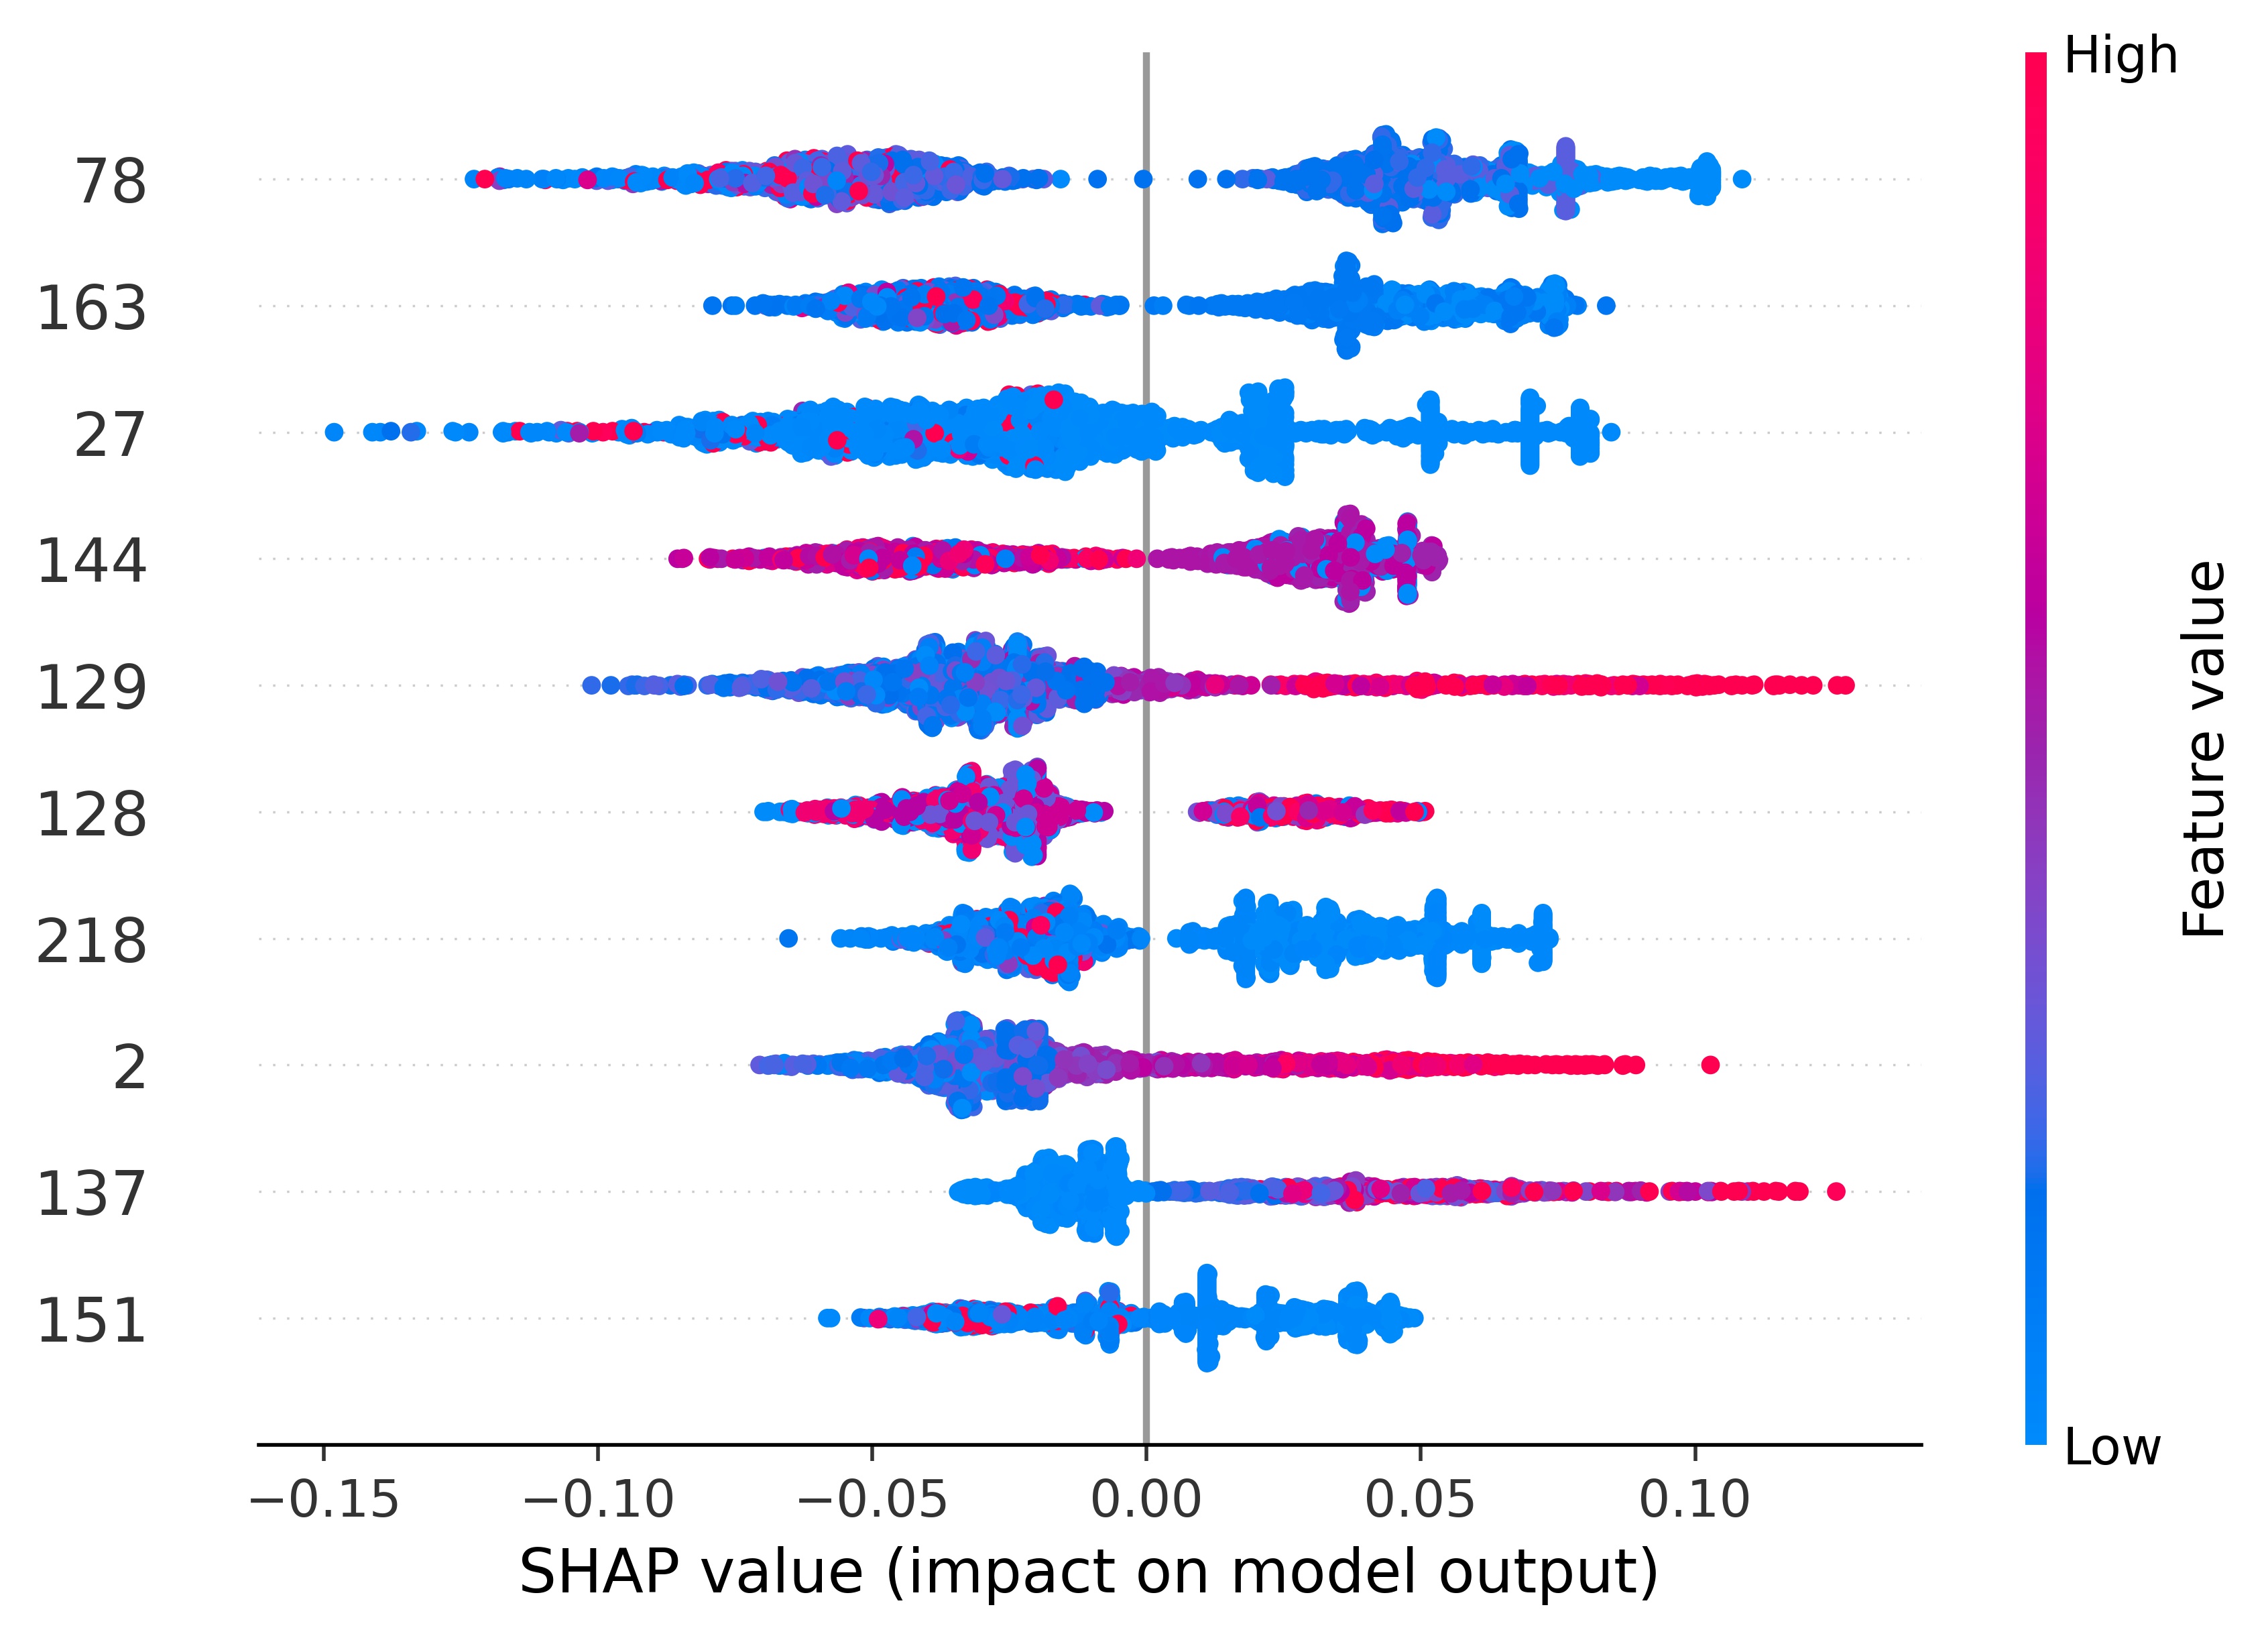 High
78
163
27
144
129
128
218
2
137
151
Feature value
Low
−0.15 −0.10 −0.05 0.00 0.05 0.10
SHAP value (impact on model output)